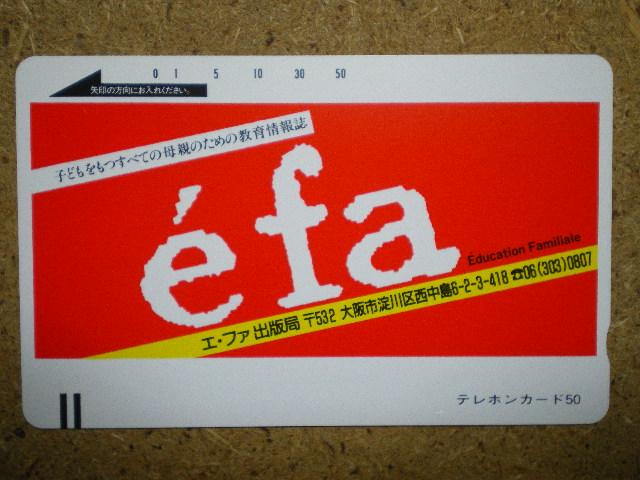 0 1 5 10 30 50
矢印の方向にお入れください。
子どもをもつすべての母親のための教育情報誌
éfa
Éducation Familiale
エ・ファ出版局 〒532 大阪市淀川区西中島6-2-3-418 ☎06(303)0807
テレホンカード50